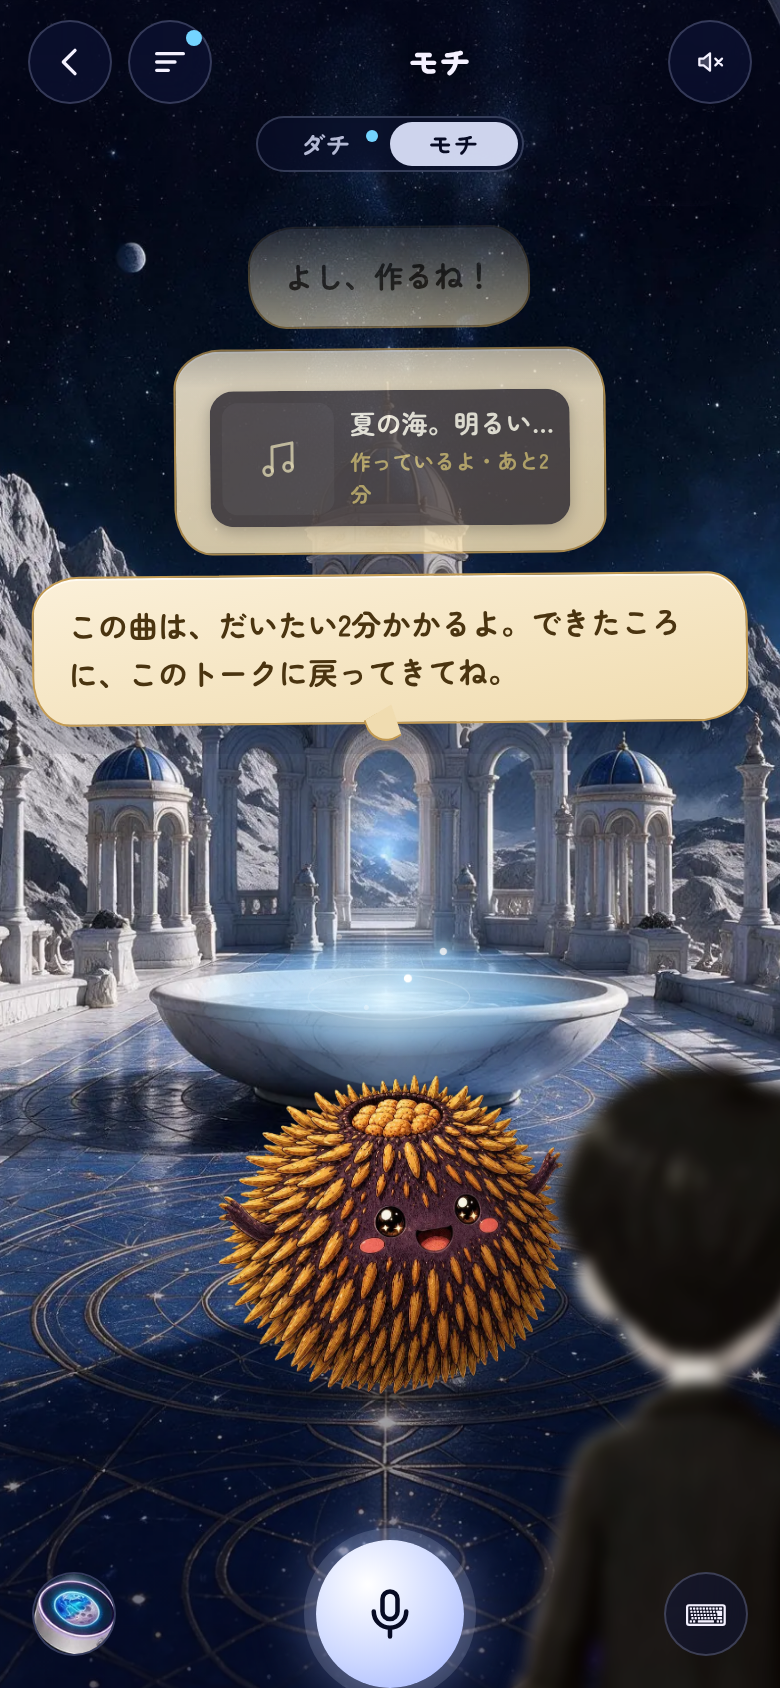 モチ
ダチ
モチ
よし、作るね！
夏の海。明るい…
作っているよ・あと2
分
この曲は、だいたい2分かかるよ。できたころ
に、このトークに戻ってきてね。